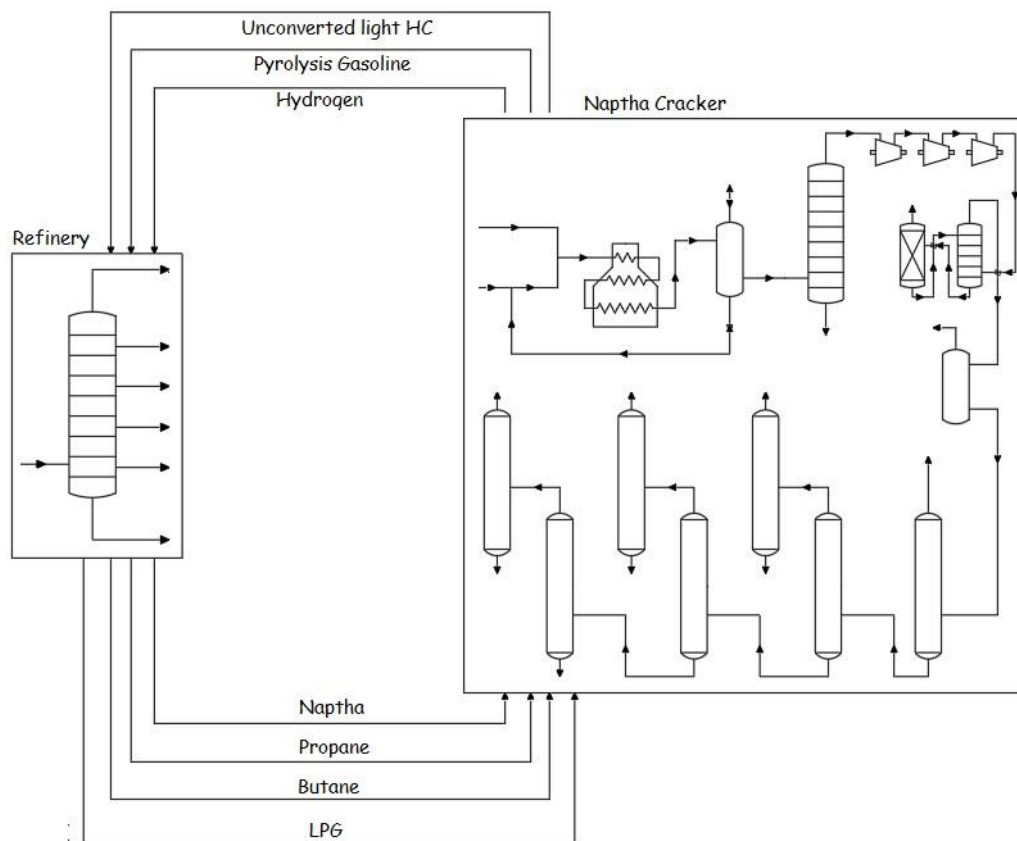 Unconverted light HC
Pyrolysis Gasoline
Hydrogen
Naptha Cracker
Refinery
Naptha
Propane
Butane
LPG